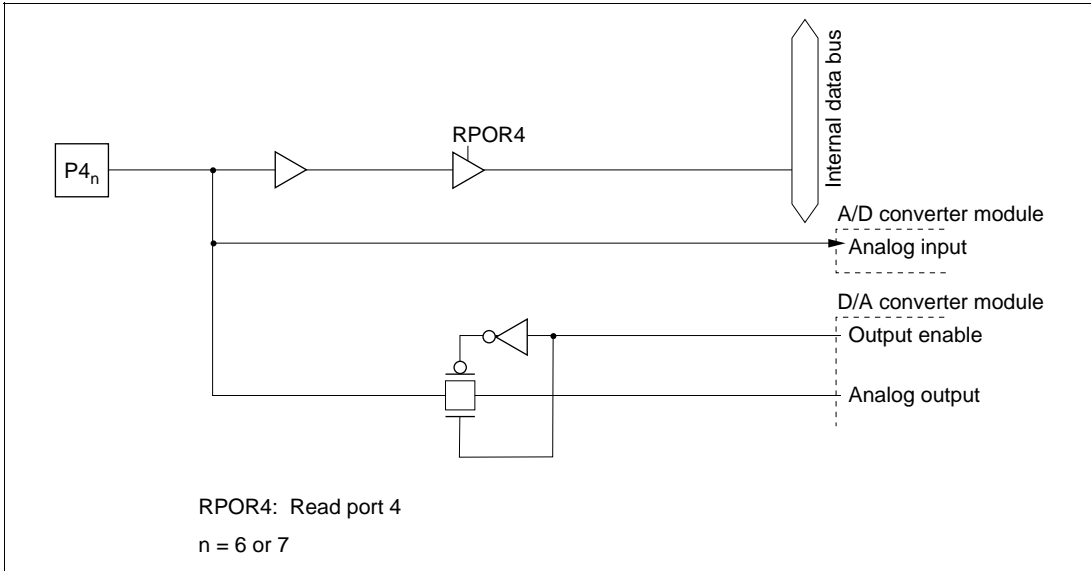 RPOR4
P4n
Internal data bus
A/D converter module
Analog input
D/A converter module
Output enable
Analog output
RPOR4: Read port 4
n = 6 or 7